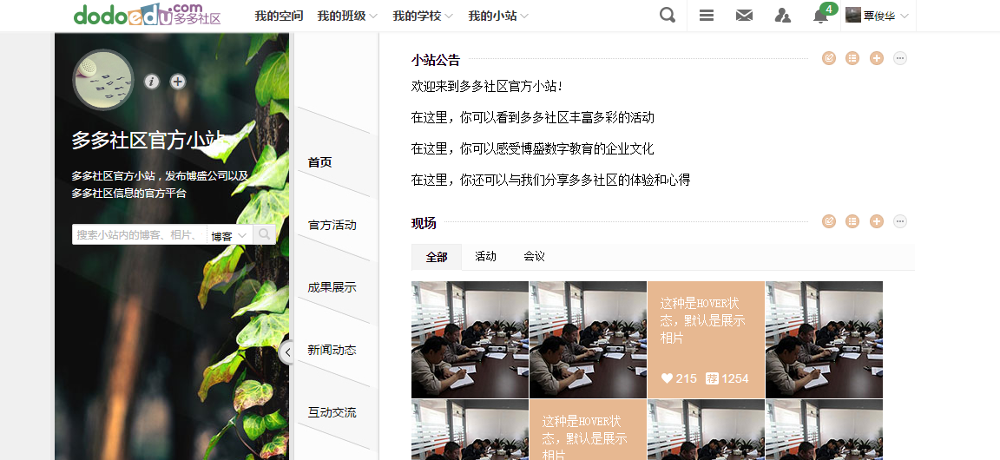 dodoedu.com
多多社区
我的空间 我的班级 我的学校 我的小站
4
覃俊华
多多社区官方小站
多多社区官方小站，发布博盛公司以及
多多社区信息的官方平台
搜索小站内的博客、相片、 博客
首页
官方活动
成果展示
新闻动态
互动交流
小站公告
欢迎来到多多社区官方小站！
在这里，你可以看到多多社区丰富多彩的活动
在这里，你可以感受博盛数字教育的企业文化
在这里，你还可以与我们分享多多社区的体验和心得
现场
全部 活动 会议
这种是HOVER状
态，默认是展示
相片
215 荐 1254
这种是HOVER状
态，默认是展示
相片